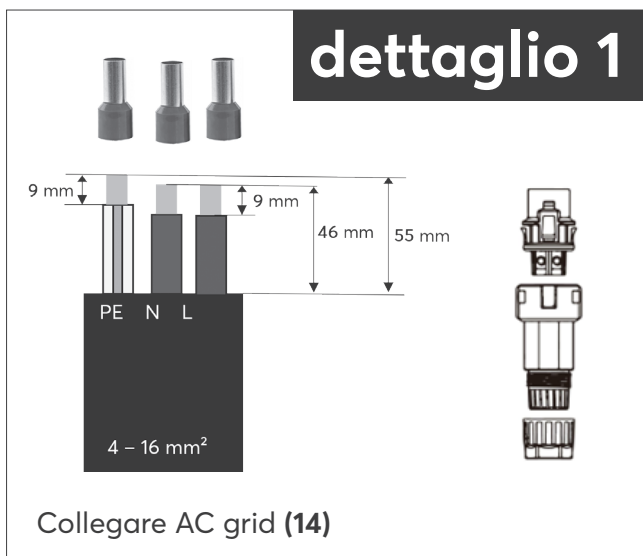 dettaglio 1
9 mm
9 mm
46 mm
55 mm
PE N L
4 – 16 mm²
Collegare AC grid (14)